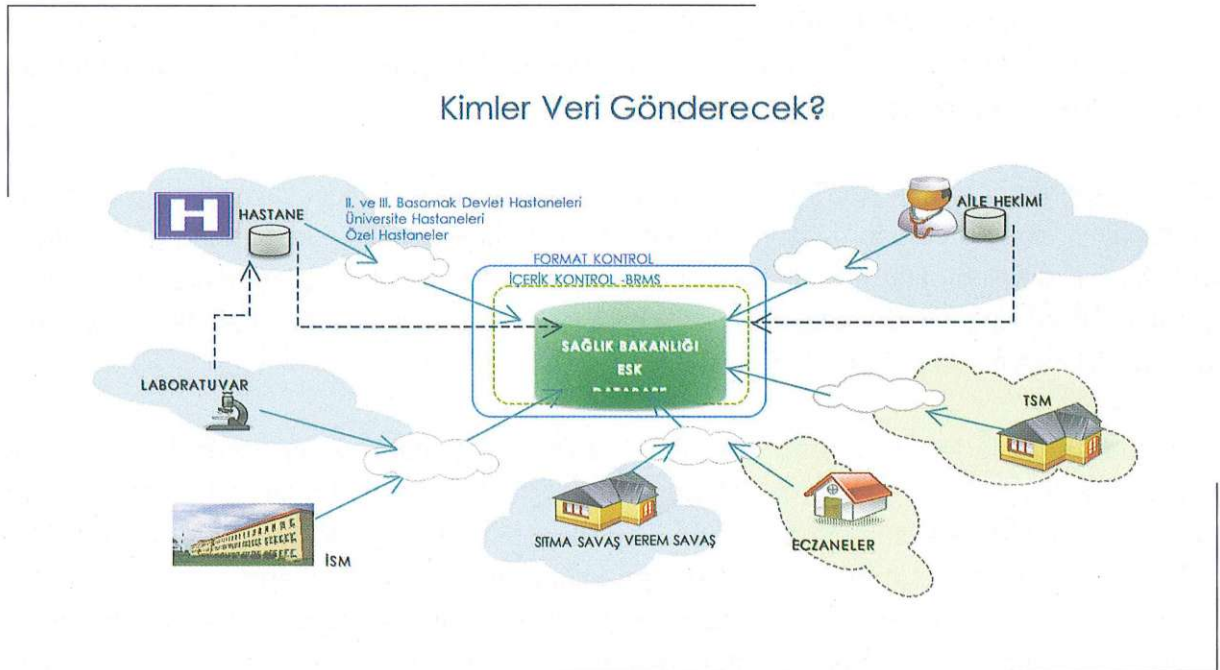 Kimler Veri Gönderecek?
H
HASTANE
II. ve III. Basamak Devlet Hastaneleri
Üniversite Hastaneleri
Özel Hastaneler
AİLE HEKİMİ
FORMAT KONTROL
İÇERİK KONTROL -BRMS
SAĞLIK BAKANLIĞI
ESK
DATABASE
LABORATUVAR
TSM
İSM
SITMA SAVAŞ VEREM SAVAŞ
ECZANELER